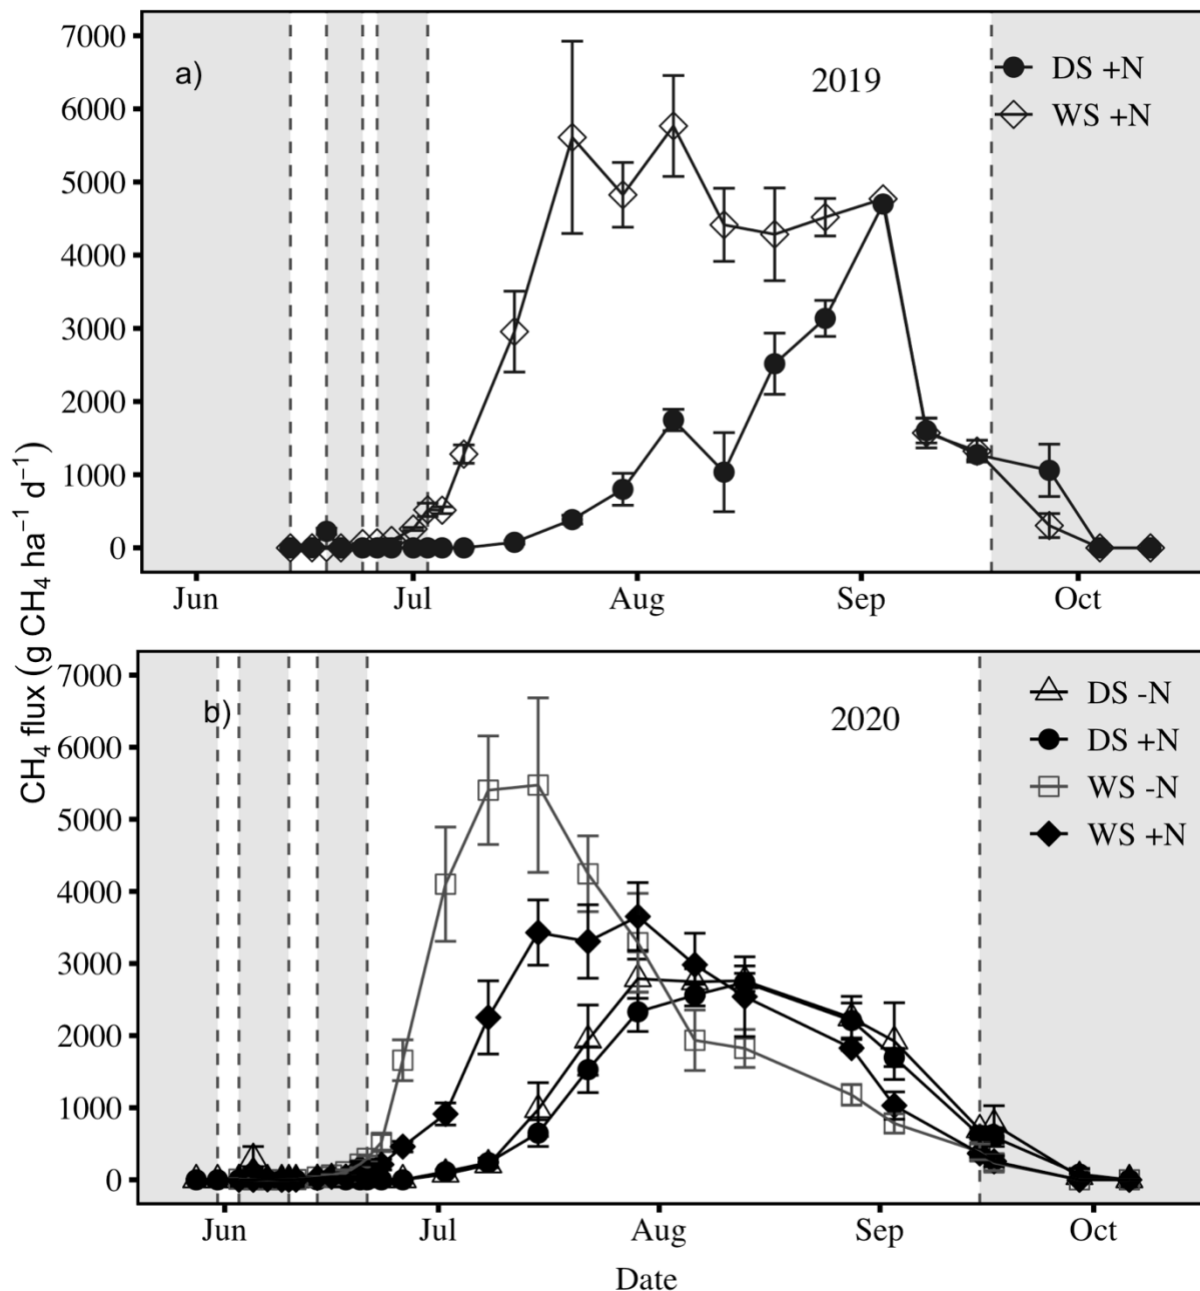 a)
2019
DS +N
WS +N
7000
6000
5000
4000
3000
2000
1000
0
Jun
Jul
Aug
Sep
Oct
CH₄ flux (g CH₄ ha⁻¹ d⁻¹)
b)
2020
DS -N
DS +N
WS -N
WS +N
7000
6000
5000
4000
3000
2000
1000
0
Jun
Jul
Aug
Sep
Oct
Date